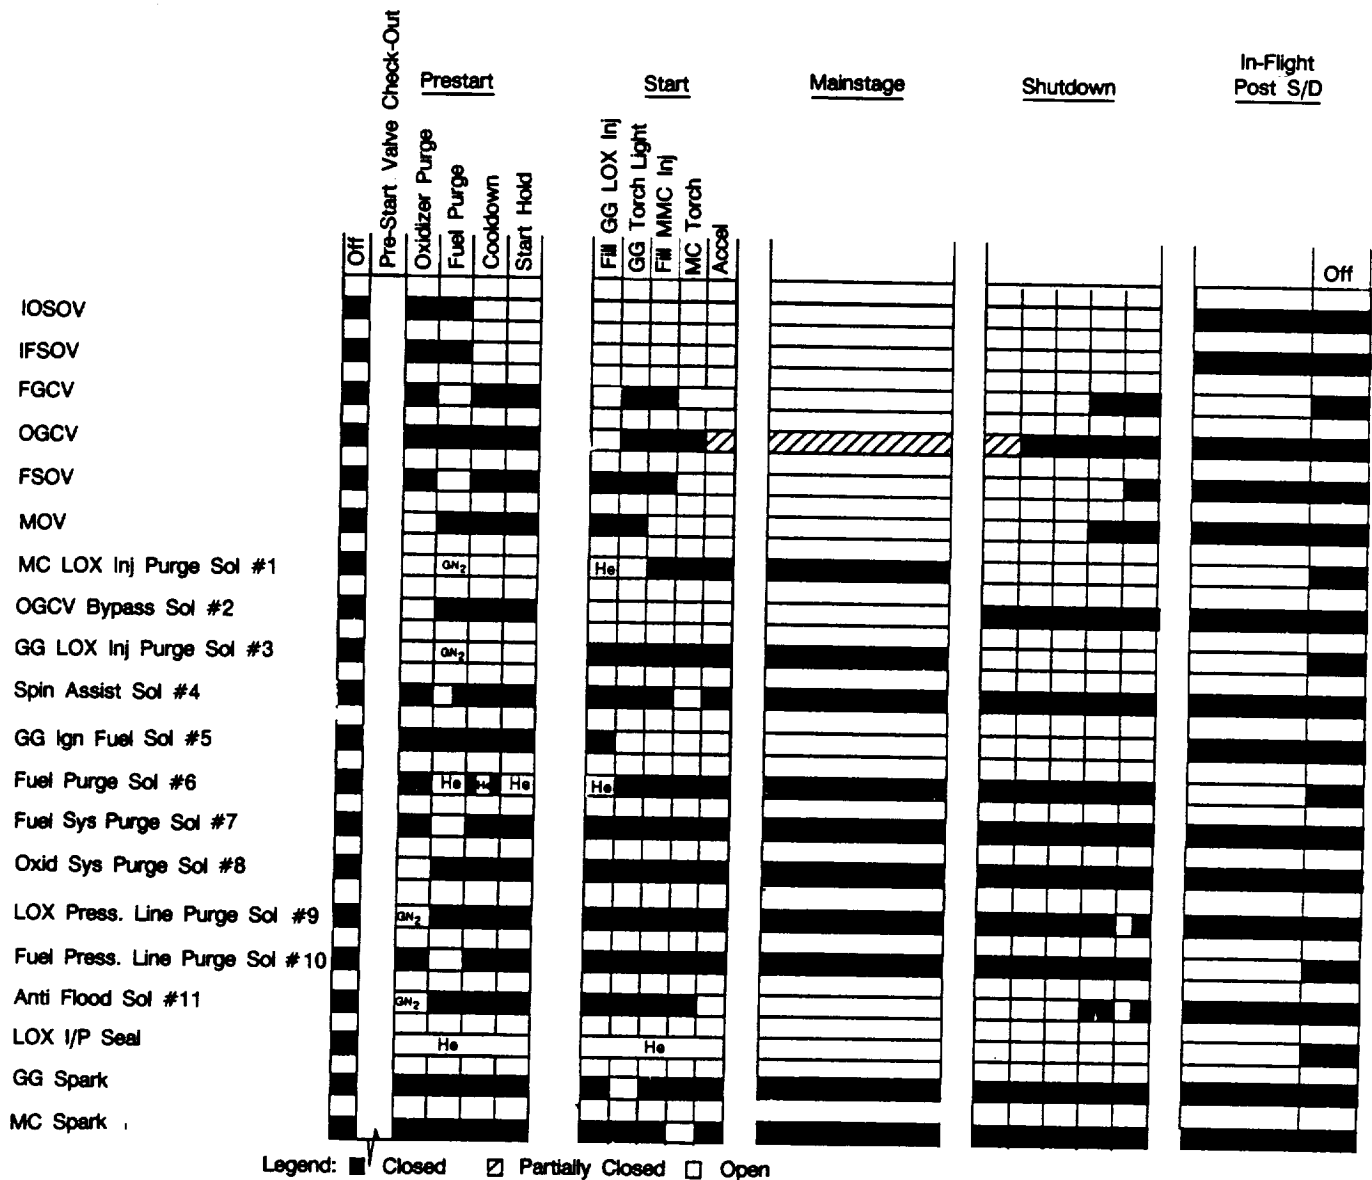 Prestart Start Mainstage Shutdown In-Flight Post S/D
Off
Pre-Start Valve Check-Out
Oxidizer Purge
Fuel Purge
Cooldown
Start Hold
Fill GG LOX Inj
GG Torch Light
Fill MMC Inj
MC Torch
Accel
Off
IOSOV
IFSOV
FGCV
OGCV
FSOV
MOV
MC LOX Inj Purge Sol #1 GN2 He
OGCV Bypass Sol #2
GG LOX Inj Purge Sol #3 GN2
Spin Assist Sol #4
GG Ign Fuel Sol #5
Fuel Purge Sol #6 He He He He
Fuel Sys Purge Sol #7
Oxid Sys Purge Sol #8
LOX Press. Line Purge Sol #9 GN2
Fuel Press. Line Purge Sol #10
Anti Flood Sol #11 GN2
LOX I/P Seal He He
GG Spark
MC Spark
Legend: Closed Partially Closed Open